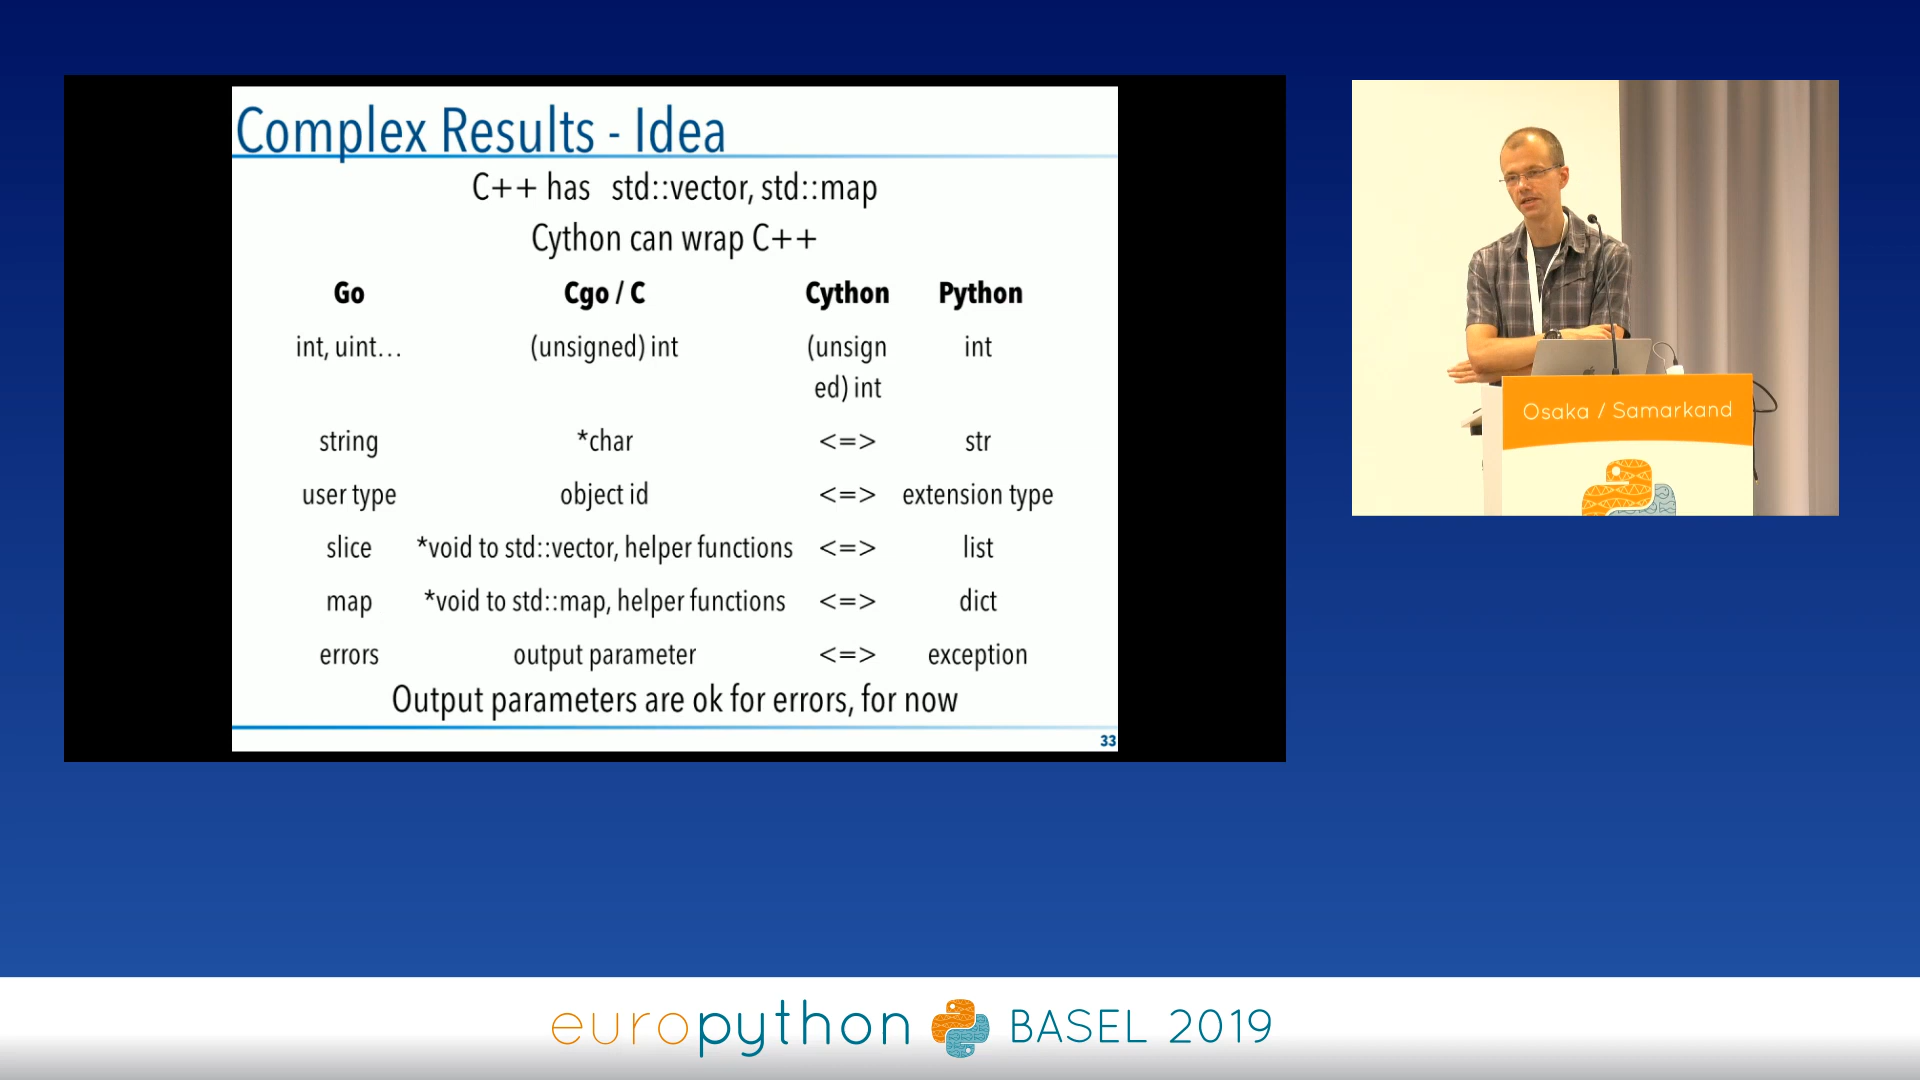 Complex Results - Idea
C++ has std::vector, std::map
Cython can wrap C++
Go Cgo / C Cython Python
int, uint... (unsigned) int (unsign int
ed) int
string *char <=> str
user type object id <=> extension type
slice *void to std::vector, helper functions <=> list
map *void to std::map, helper functions <=> dict
errors output parameter <=> exception
Output parameters are ok for errors, for now
33
Osaka / Samarkand
europython BASEL 2019